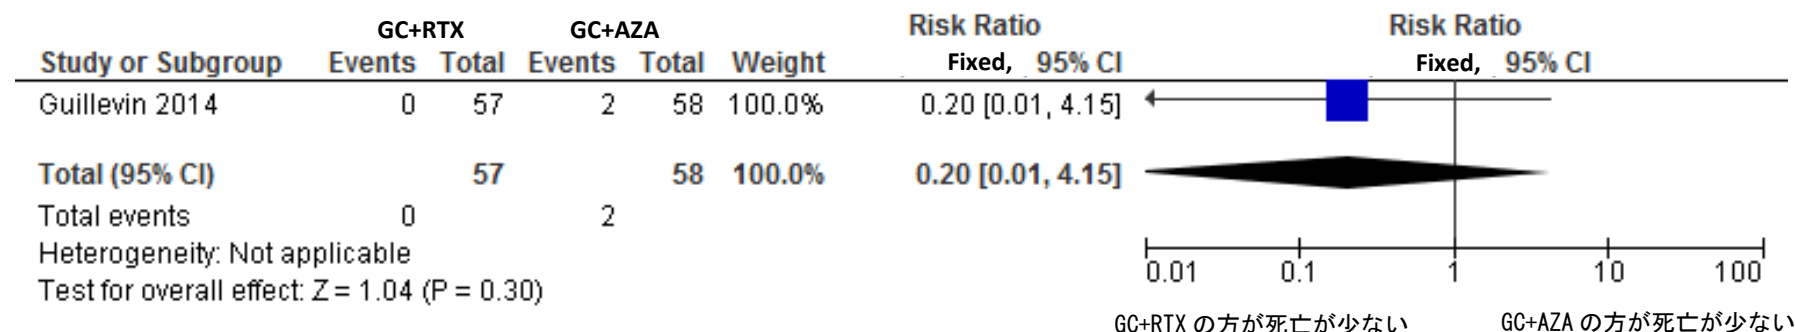 GC+RTX GC+AZA Risk Ratio Risk Ratio
Study or Subgroup Events Total Events Total Weight Fixed, 95% CI Fixed, 95% CI
Guillevin 2014 0 57 2 58 100.0% 0.20 [0.01, 4.15]
Total (95% CI) 57 58 100.0% 0.20 [0.01, 4.15]
Total events 0 2
Heterogeneity: Not applicable
Test for overall effect: Z = 1.04 (P = 0.30)
0.01 0.1 1 10 100
GC+RTX の方が死亡が少ない GC+AZA の方が死亡が少ない